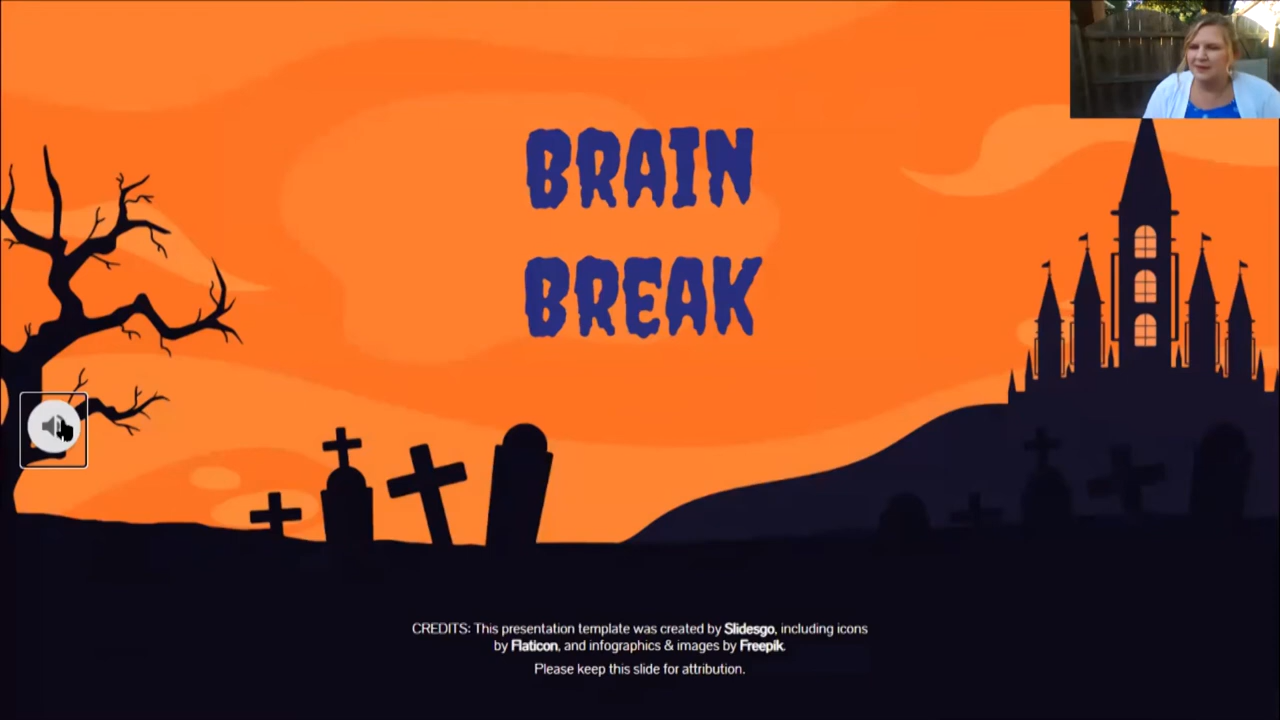 BRAIN
BREAK
CREDITS: This presentation template was created by Slidesgo, including icons
by Flaticon, and infographics & images by Freepik.
Please keep this slide for attribution.